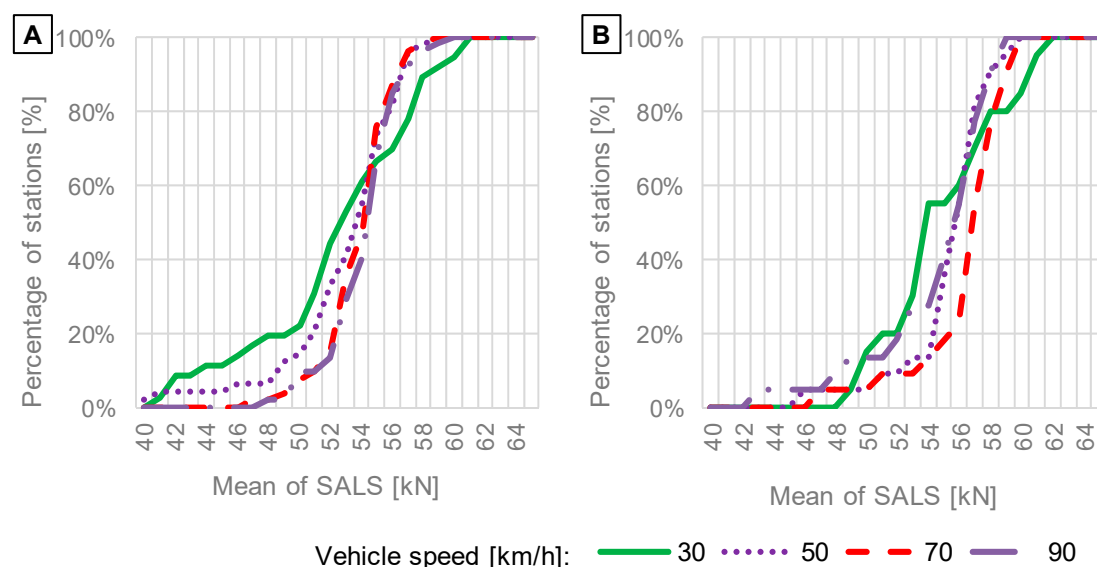 A
100%
80%
60%
40%
20%
0%
Percentage of stations [%]
40 42 44 46 48 50 52 54 56 58 60 62 64
Mean of SALS [kN]
B
100%
80%
60%
40%
20%
0%
Percentage of stations [%]
40 42 44 46 48 50 52 54 56 58 60 62 64
Mean of SALS [kN]
Vehicle speed [km/h]: 30 50 70 90